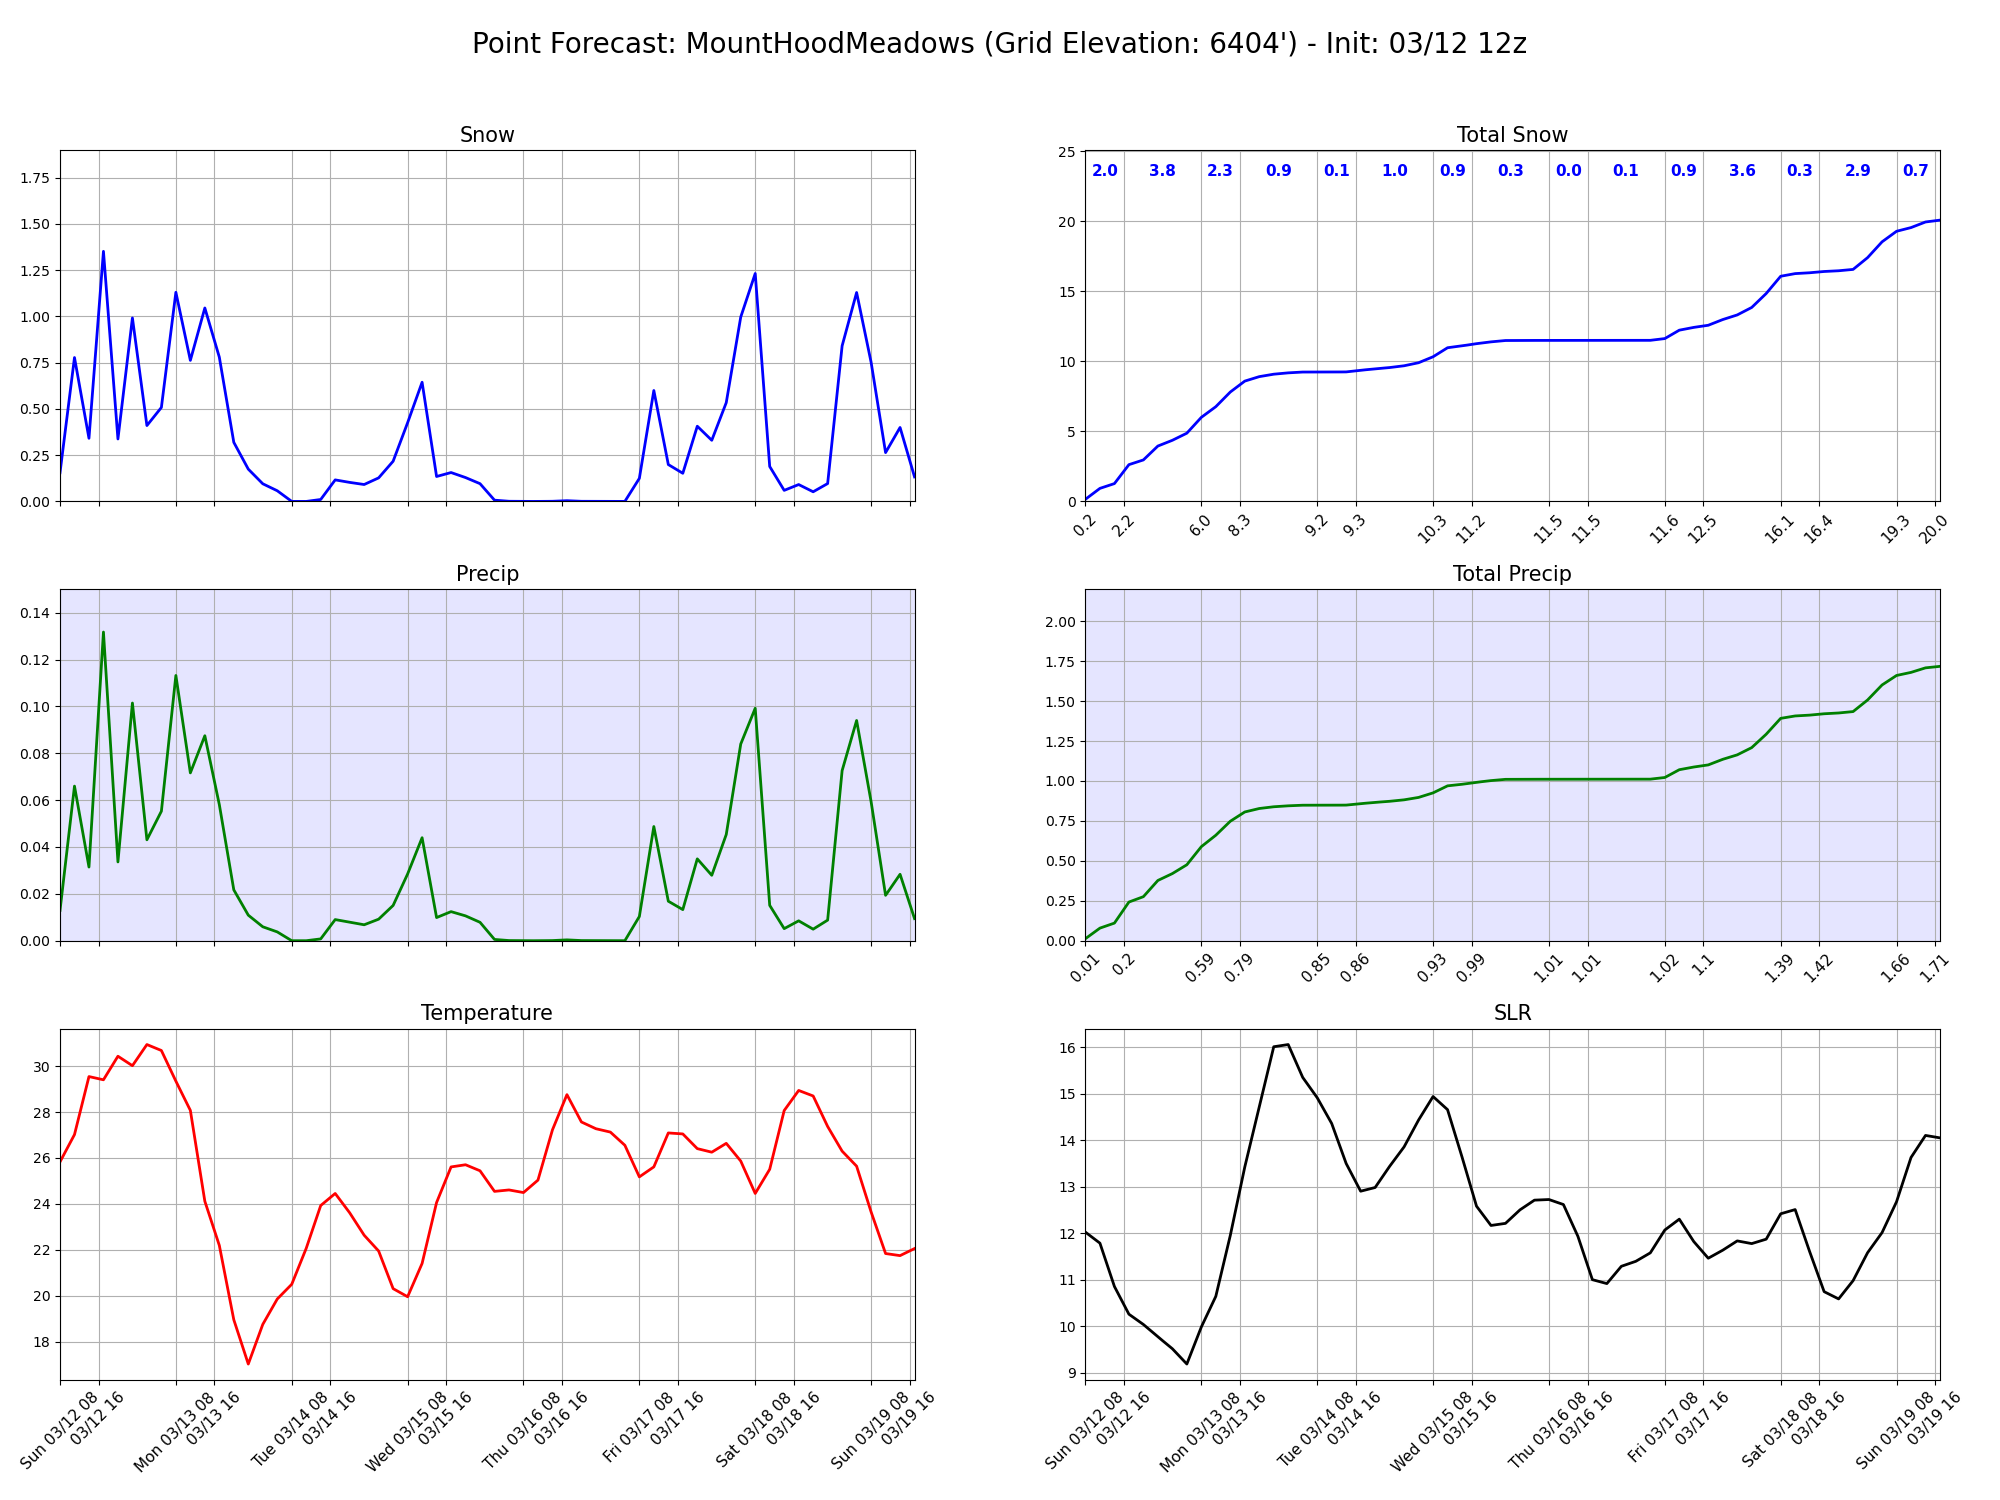 Point Forecast: MountHoodMeadows (Grid Elevation: 6404') - Init: 03/12 12z
Snow
1.75
1.50
1.25
1.00
0.75
0.50
0.25
0.00
Total Snow
2.0 3.8 2.3 0.9 0.1 1.0 0.9 0.3 0.0 0.1 0.9 3.6 0.3 2.9 0.7
25
20
15
10
5
0
0.2 2.2 6.0 8.3 9.2 9.3 10.3 11.2 11.5 11.5 11.6 12.5 16.1 16.4 19.3 20.0
Precip
0.14
0.12
0.10
0.08
0.06
0.04
0.02
0.00
Total Precip
2.00
1.75
1.50
1.25
1.00
0.75
0.50
0.25
0.00
0.01 0.2 0.59 0.79 0.85 0.86 0.93 0.99 1.01 1.01 1.02 1.1 1.39 1.42 1.66 1.71
Temperature
30
28
26
24
22
20
18
Sun 03/12 08
03/12 16
Mon 03/13 08
03/13 16
Tue 03/14 08
03/14 16
Wed 03/15 08
03/15 16
Thu 03/16 08
03/16 16
Fri 03/17 08
03/17 16
Sat 03/18 08
03/18 16
Sun 03/19 08
03/19 16
SLR
16
15
14
13
12
11
10
9
Sun 03/12 08
03/12 16
Mon 03/13 08
03/13 16
Tue 03/14 08
03/14 16
Wed 03/15 08
03/15 16
Thu 03/16 08
03/16 16
Fri 03/17 08
03/17 16
Sat 03/18 08
03/18 16
Sun 03/19 08
03/19 16